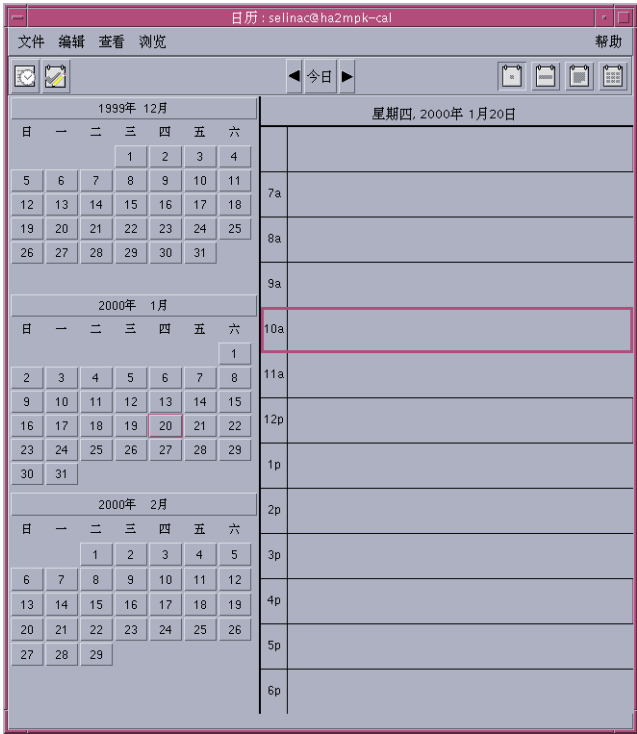 日历 : selinac@ha2mpk-cal
文件 编辑 查看 浏览 帮助
今日
1999年 12月
日 一 二 三 四 五 六
1 2 3 4
5 6 7 8 9 10 11
12 13 14 15 16 17 18
19 20 21 22 23 24 25
26 27 28 29 30 31
2000年 1月
日 一 二 三 四 五 六
1
2 3 4 5 6 7 8
9 10 11 12 13 14 15
16 17 18 19 20 21 22
23 24 25 26 27 28 29
30 31
2000年 2月
日 一 二 三 四 五 六
1 2 3 4 5
6 7 8 9 10 11 12
13 14 15 16 17 18 19
20 21 22 23 24 25 26
27 28 29
星期四, 2000年 1月20日
7a
8a
9a
10a
11a
12p
1p
2p
3p
4p
5p
6p